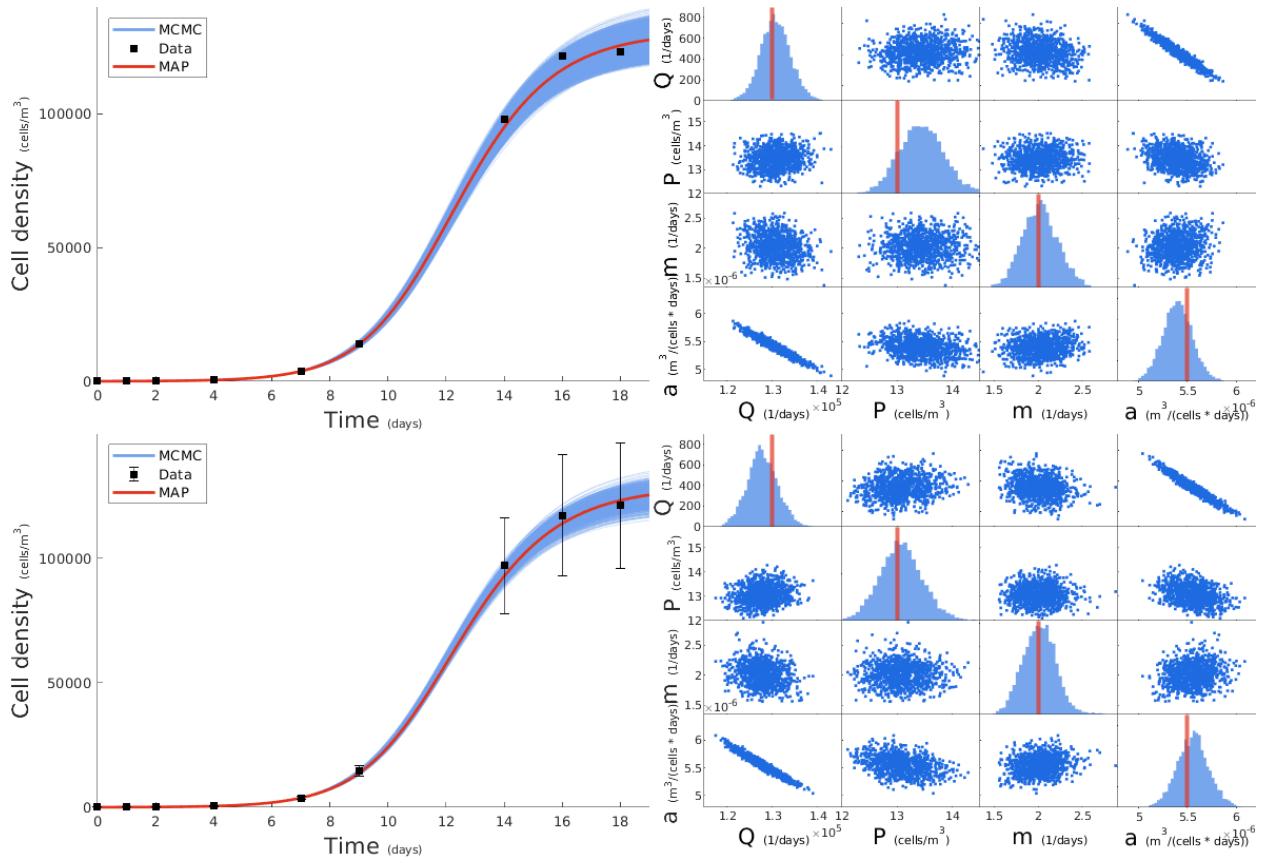 MCMC
Data
MAP
Cell density (cells/m³)
100000
50000
0
0 2 4 6 8 10 12 14 16 18
Time (days)
Q (1/days)
800
600
400
200
0
P (cells/m³)
15
14
13
12
m (1/days)
2.5
2
1.5
×10⁻⁶
a (m³/(cells * days))
6
5.5
5
1.2 1.3 1.4
×10⁵
Q (1/days)
12 13 14
P (cells/m³)
1.5 2 2.5
m (1/days)
5 5.5 6
×10⁻⁶
a (m³/(cells * days))
MCMC
Data
MAP
Cell density (cells/m³)
100000
50000
0
0 2 4 6 8 10 12 14 16 18
Time (days)
Q (1/days)
800
600
400
200
0
P (cells/m³)
15
14
13
12
m (1/days)
2.5
2
1.5
×10⁻⁶
a (m³/(cells * days))
6
5.5
5
1.2 1.3 1.4
×10⁵
Q (1/days)
12 13 14
P (cells/m³)
1.5 2 2.5
m (1/days)
5 5.5 6
×10⁻⁶
a (m³/(cells * days))